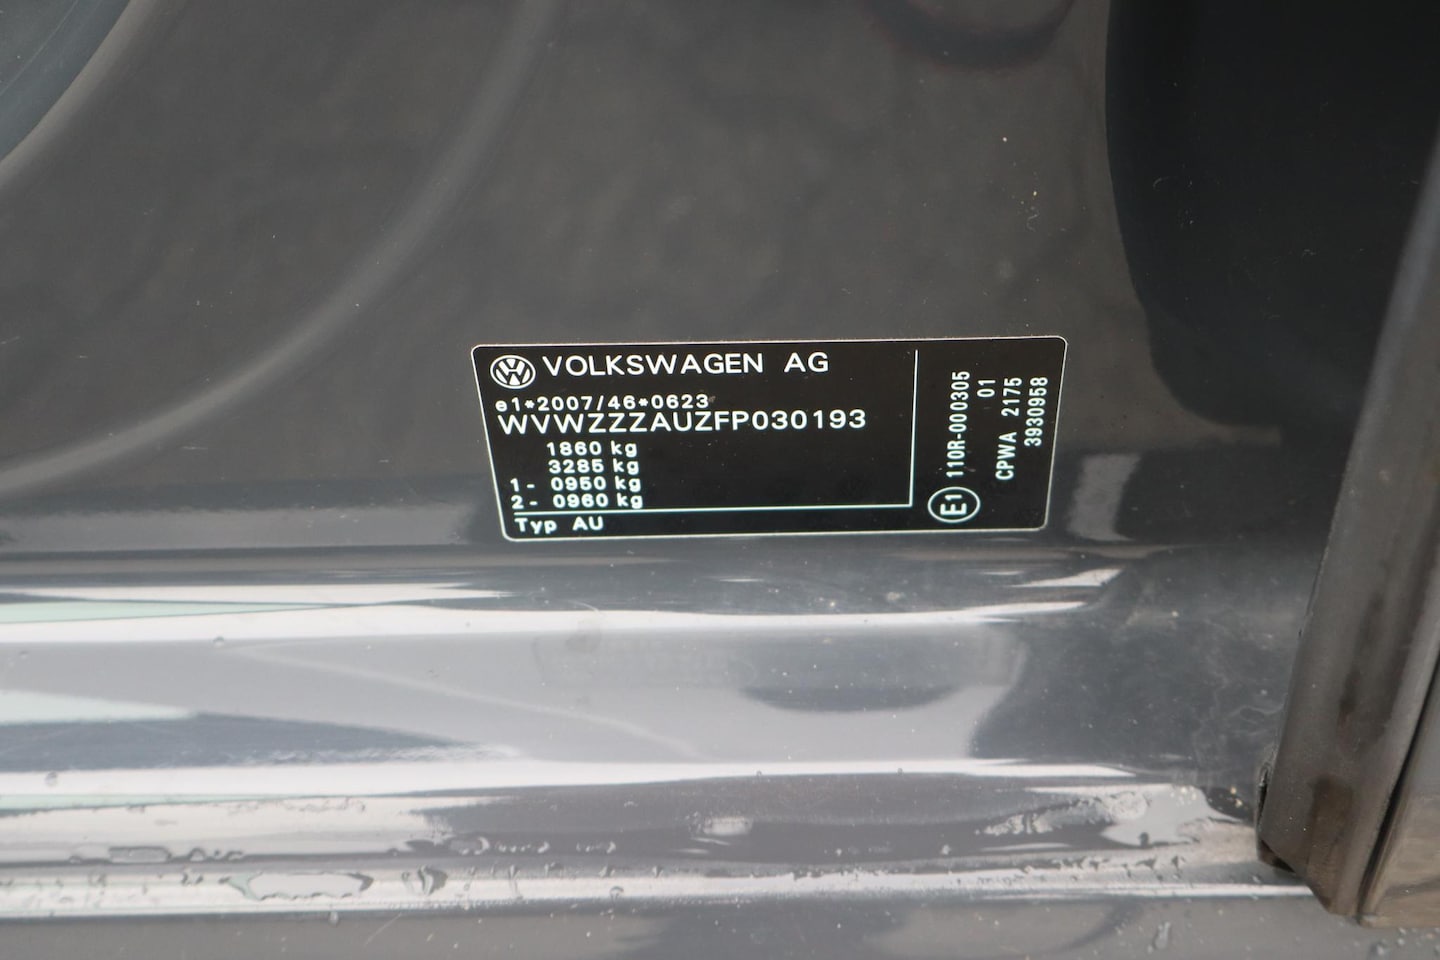 VOLKSWAGEN AG
e1*2007/46*0623
WVWZZZAUZFP030193
1860 kg
3285 kg
1- 0950 kg
2- 0960 kg
Typ AU
E1 110R-000305
01
CPWA 2175
3930958